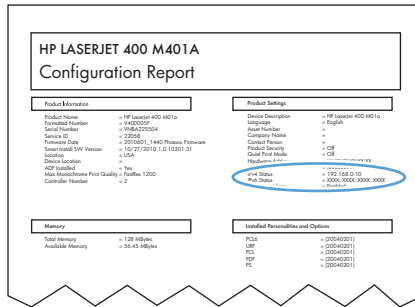 HP LASERJET 400 M401A
Configuration Report
Product Information
Product Name = HP LaserJet 400 M401a
Formatted Number = V400005F
Serial Number = VNBA225504
Service ID = 23058
Firmware Date = 2010601_1440 Phoenix Firmware
Smart Install SW Version = 10/27/2010.1.0.10301.31
Location = USA
Device Location =
ADF Installed = Yes
Max Monochrome Print Quality = FastRes 1200
Controller Number = 2
Product Settings
Device Description = HP LaserJet 400 M401a
Language = English
Asset Number =
Company Name =
Contact Person =
Product Security = Off
Quiet Print Mode = Off
Hardware
IPv4 Status = 192.168.0.10
IPv6 Status = XXXX::XXXX::XXXX::XXXX
= Enabled
Memory
Total Memory = 128 MBytes
Available Memory = 56.45 MBytes
Installed Personalities and Options
PCL6 = (20040201)
URF = (20040201)
PCL = (20040201)
PDF = (20040201)
PS = (20040201)